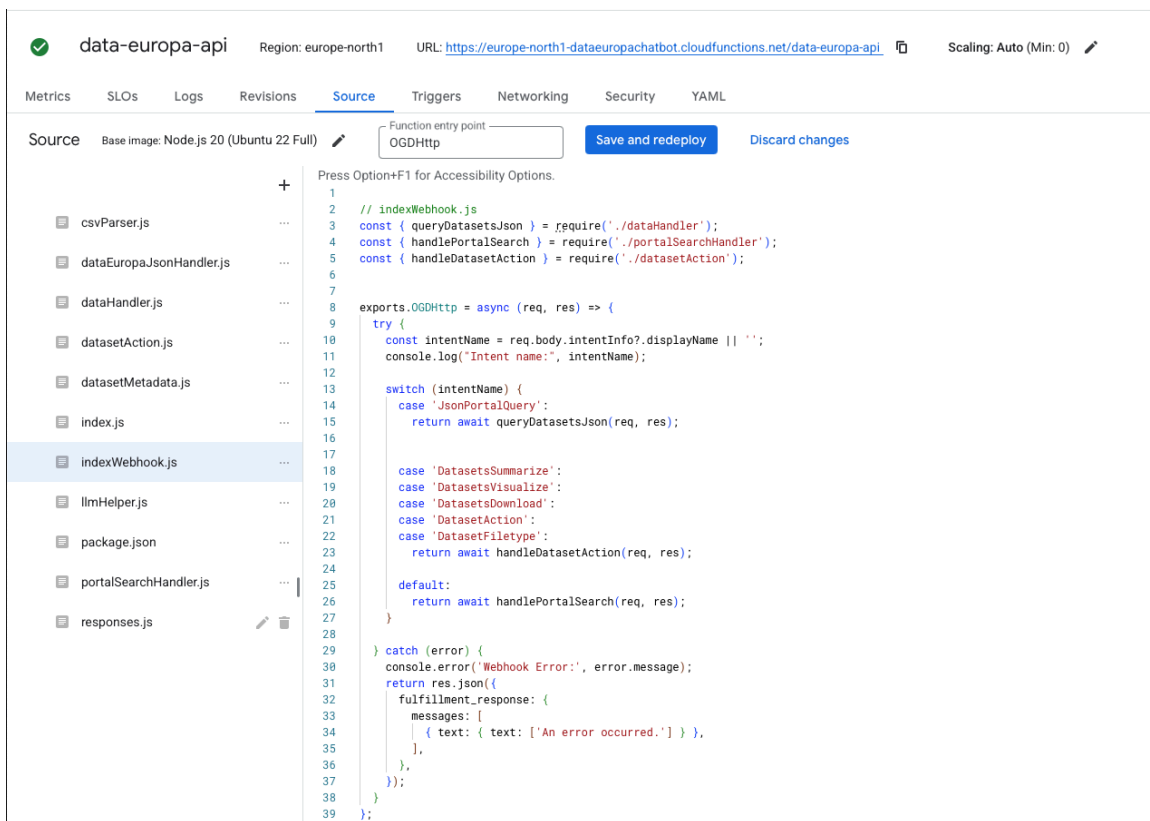 data-europa-api Region: europe-north1 URL: https://europe-north1-dataeuropachatbot.cloudfunctions.net/data-europa-api Scaling: Auto (Min: 0)
Metrics SLOs Logs Revisions Source Triggers Networking Security YAML
Source Base image: Node.js 20 (Ubuntu 22 Full) Function entry point OGDHttp Save and redeploy Discard changes
+
csvParser.js ...
dataEuropaJsonHandler.js ...
dataHandler.js ...
datasetAction.js ...
datasetMetadata.js ...
index.js ...
indexWebhook.js ...
llmHelper.js ...
package.json ...
portalSearchHandler.js ...
responses.js
Press Option+F1 for Accessibility Options.
1
2 // indexWebhook.js
3 const { queryDatasetsJson } = require('./dataHandler');
4 const { handlePortalSearch } = require('./portalSearchHandler');
5 const { handleDatasetAction } = require('./datasetAction');
6
7
8 exports.OGDHttp = async (req, res) => {
9 try {
10 const intentName = req.body.intentInfo?.displayName || '';
11 console.log("Intent name:", intentName);
12
13 switch (intentName) {
14 case 'JsonPortalQuery':
15 return await queryDatasetsJson(req, res);
16
17
18 case 'DatasetsSummarize':
19 case 'DatasetsVisualize':
20 case 'DatasetsDownload':
21 case 'DatasetAction':
22 case 'DatasetFiletype':
23 return await handleDatasetAction(req, res);
24
25 default:
26 return await handlePortalSearch(req, res);
27 }
28
29 } catch (error) {
30 console.error('Webhook Error:', error.message);
31 return res.json({
32 fulfillment_response: {
33 messages: [
34 { text: { text: ['An error occurred.'] } },
35 ],
36 },
37 });
38 }
39 };